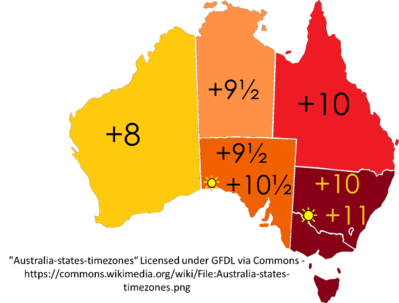 +9½
+10
+8
+9½
+10½
+10
+11
"Australia-states-timezones“ Licensed under GFDL via Commons -
https://commons.wikimedia.org/wiki/File:Australia-states-
timezones.png